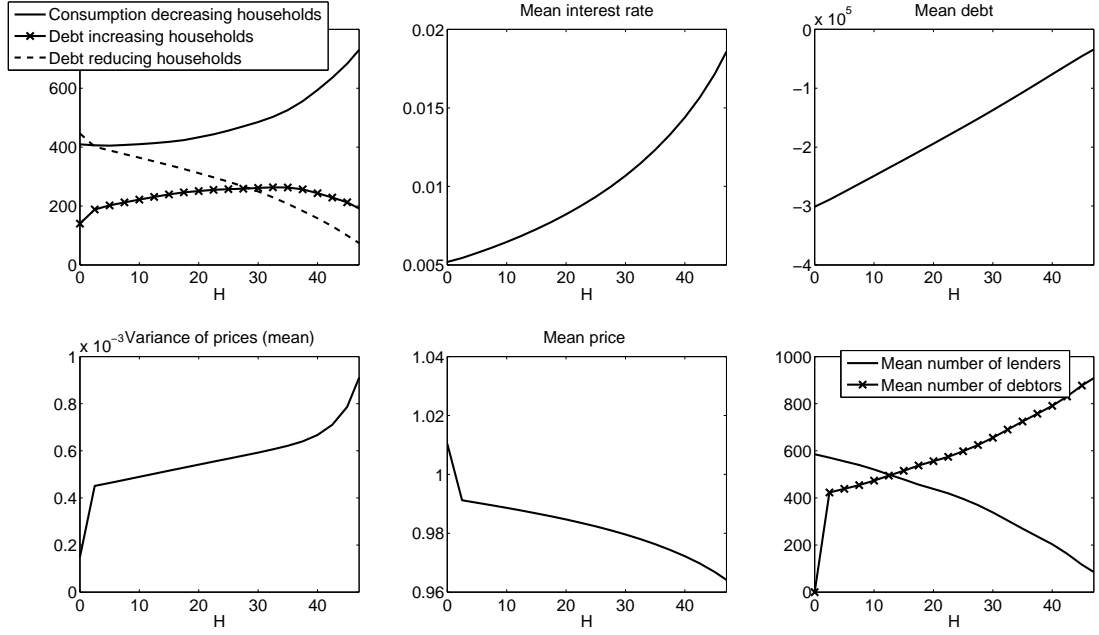 Consumption decreasing households
Debt increasing households
Debt reducing households
600
400
200
0
0 10 20 30 40
H
Mean interest rate
0.02
0.015
0.01
0.005
0 10 20 30 40
H
x 10^5
Mean debt
0
−1
−2
−3
−4
0 10 20 30 40
H
x 10^−3
Variance of prices (mean)
1
0.8
0.6
0.4
0.2
0
0 10 20 30 40
H
Mean price
1.04
1.02
1
0.98
0.96
0 10 20 30 40
H
Mean number of lenders
Mean number of debtors
1000
800
600
400
200
0
0 10 20 30 40
H